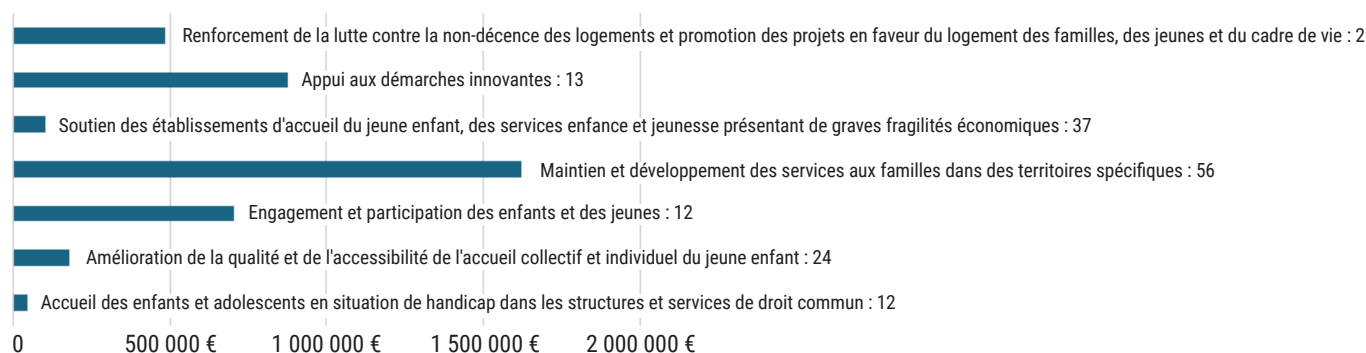 Renforcement de la lutte contre la non-décence des logements et promotion des projets en faveur du logement des familles, des jeunes et du cadre de vie : 2
Appui aux démarches innovantes : 13
Soutien des établissements d'accueil du jeune enfant, des services enfance et jeunesse présentant de graves fragilités économiques : 37
Maintien et développement des services aux familles dans des territoires spécifiques : 56
Engagement et participation des enfants et des jeunes : 12
Amélioration de la qualité et de l'accessibilité de l'accueil collectif et individuel du jeune enfant : 24
Accueil des enfants et adolescents en situation de handicap dans les structures et services de droit commun : 12
0 500 000 € 1 000 000 € 1 500 000 € 2 000 000 €